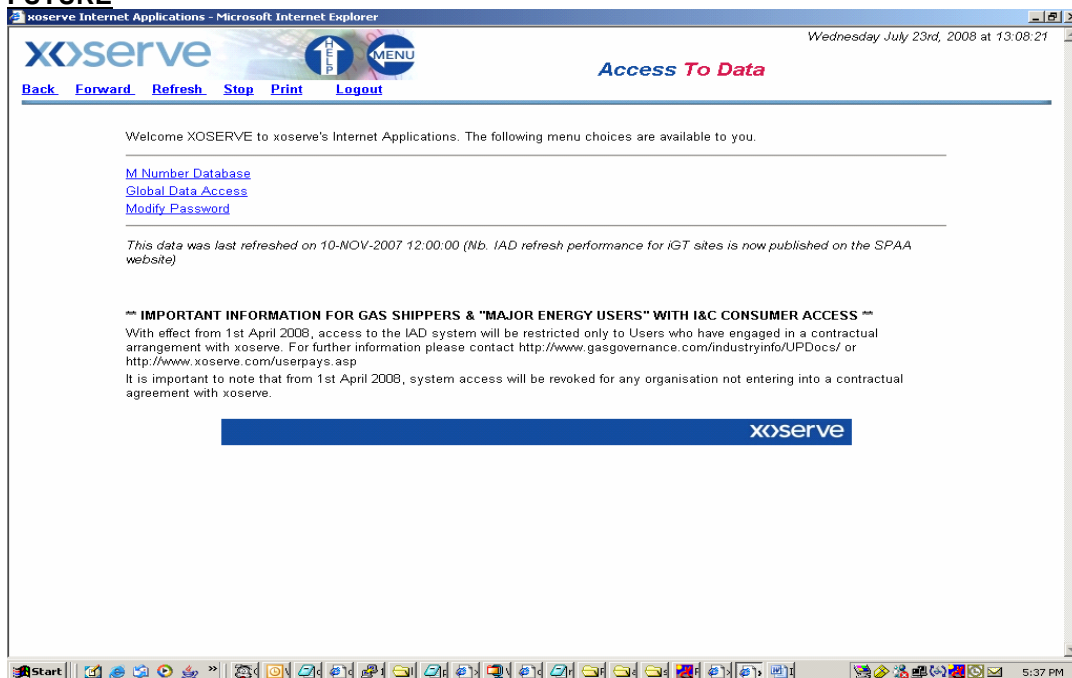 FUTURE
xoserve Internet Applications - Microsoft Internet Explorer
Wednesday July 23rd, 2008 at 13:08:21
xoserve
HELP
MENU
Access To Data
Back Forward Refresh Stop Print Logout
Welcome XOSERVE to xoserve's Internet Applications. The following menu choices are available to you.
M Number Database
Global Data Access
Modify Password
This data was last refreshed on 10-NOV-2007 12:00:00 (Nb. IAD refresh performance for iGT sites is now published on the SPAA
website)
** IMPORTANT INFORMATION FOR GAS SHIPPERS & "MAJOR ENERGY USERS" WITH I&C CONSUMER ACCESS **
With effect from 1st April 2008, access to the IAD system will be restricted only to Users who have engaged in a contractual
arrangement with xoserve. For further information please contact http://www.gasgovernance.com/industryinfo/UPDocs/ or
http://www.xoserve.com/userpays.asp
It is important to note that from 1st April 2008, system access will be revoked for any organisation not entering into a contractual
agreement with xoserve.
xoserve
Start
5:37 PM